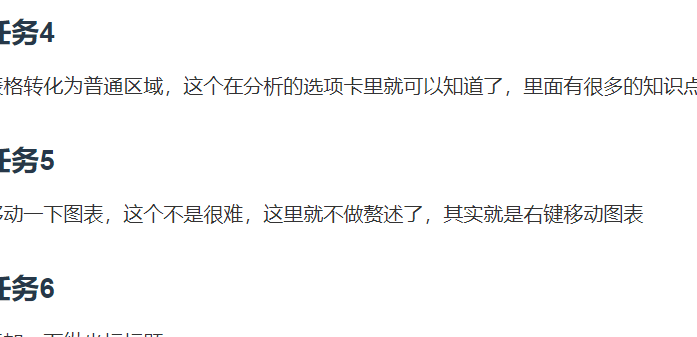 任务4
表格转化为普通区域，这个在分析的选项卡里就可以知道了，里面有很多的知识点
任务5
移动一下图表，这个不是很难，这里就不做赘述了，其实就是右键移动图表
任务6